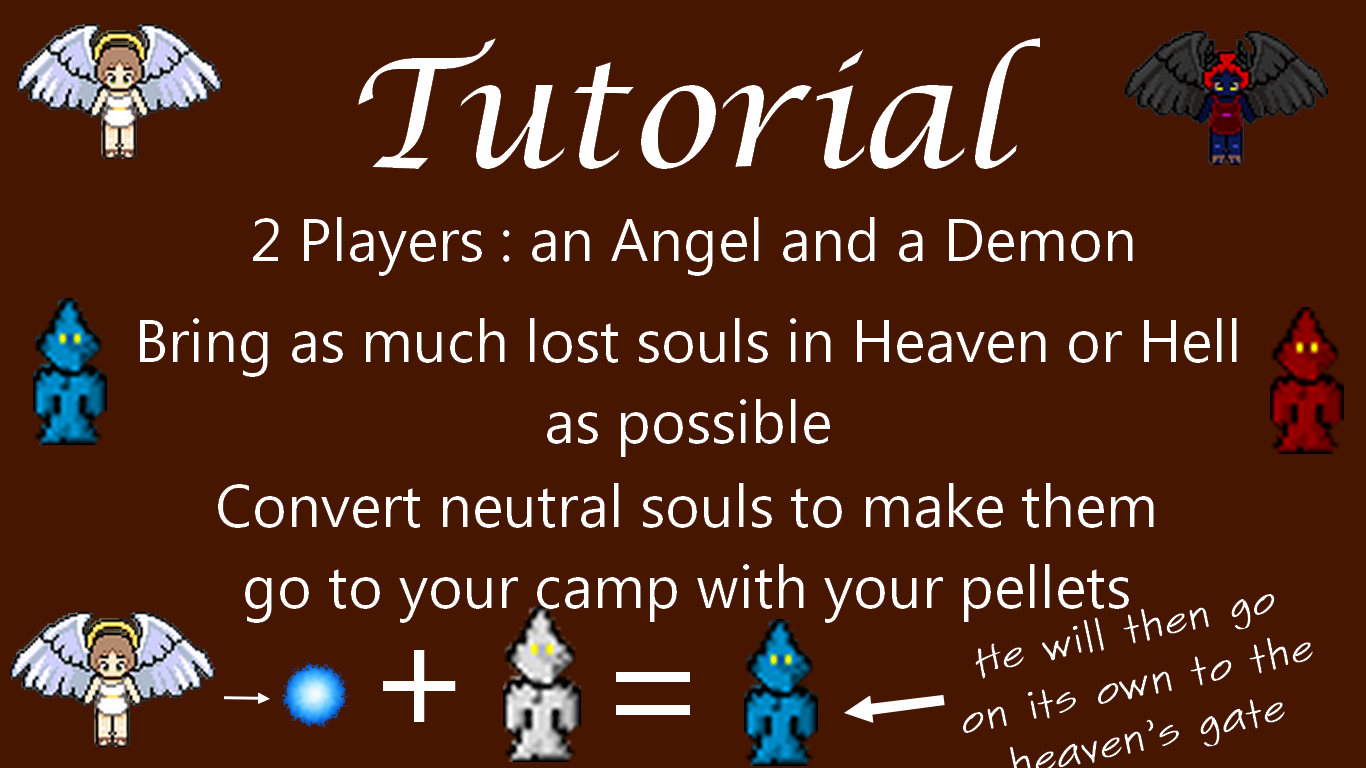 Tutorial
2 Players : an Angel and a Demon
Bring as much lost souls in Heaven or Hell
as possible
Convert neutral souls to make them
go to your camp with your pellets
+ =
He will then go
on its own to the
heaven's gate